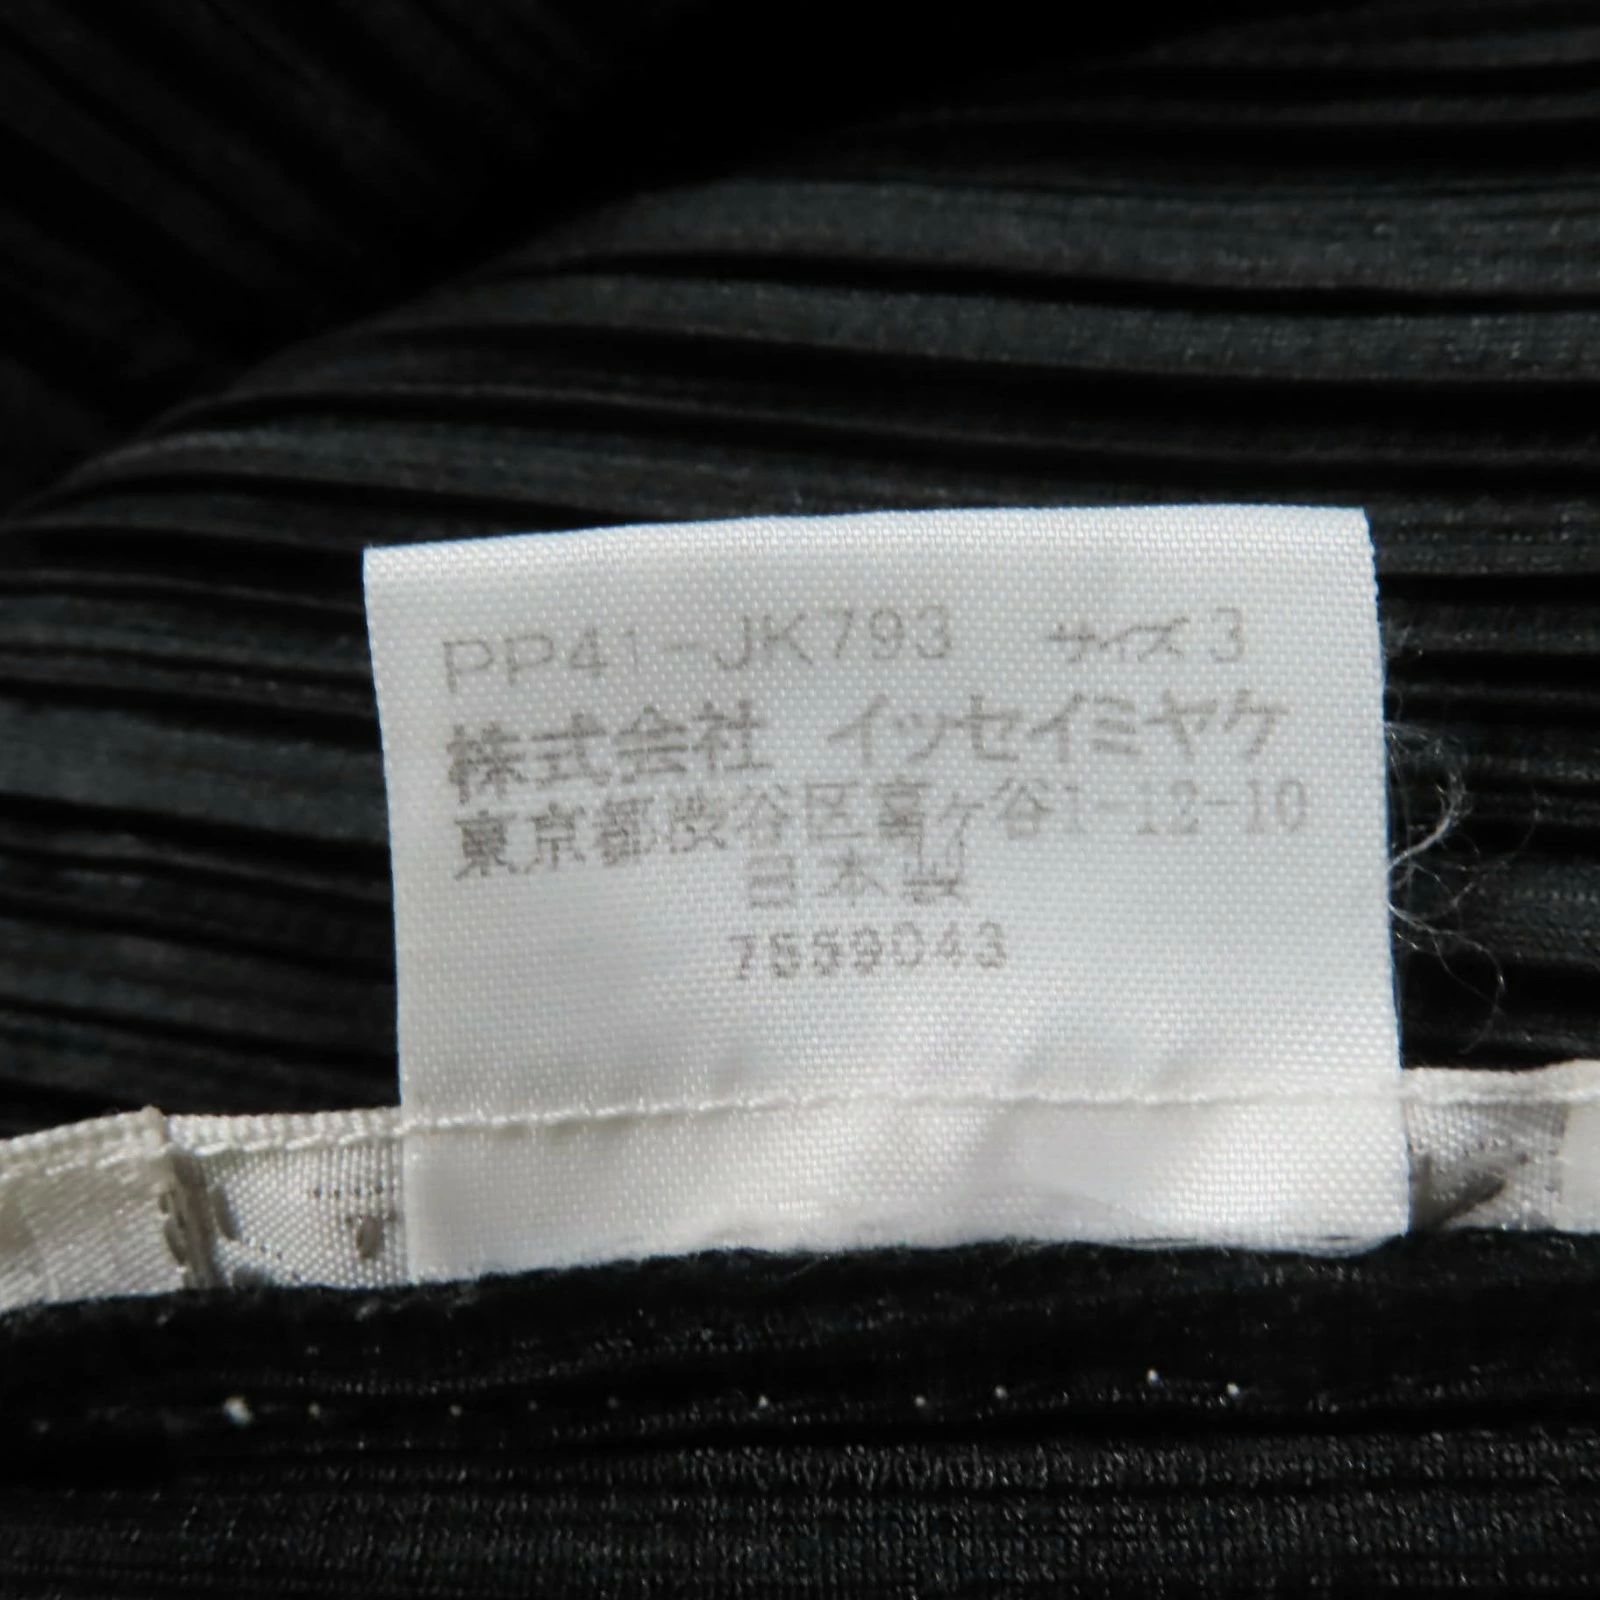 PP41-JK793 サイズ3
株式会社 イッセイミヤケ
東京都渋谷区富ヶ谷1-12-10
日本製
7559043